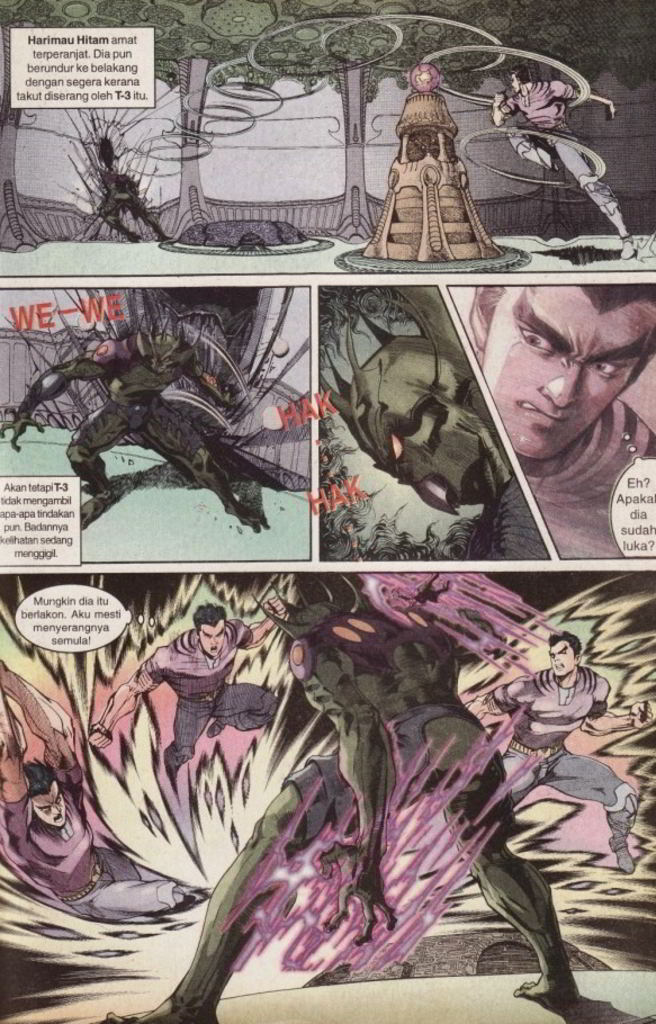 Harimau Hitam amat
terperanjat. Dia pun
berundur ke belakang
dengan segera kerana
takut diserang oleh T-3 itu.
WE-WE
HAK
HAK
Akan tetapi T-3
tidak mengambil
apa-apa tindakan
pun. Badannya
kelihatan sedang
menggigil.
Eh?
Apakah
dia
sudah
luka?
Mungkin dia itu
berlakon. Aku mesti
menyerangnya
semula!